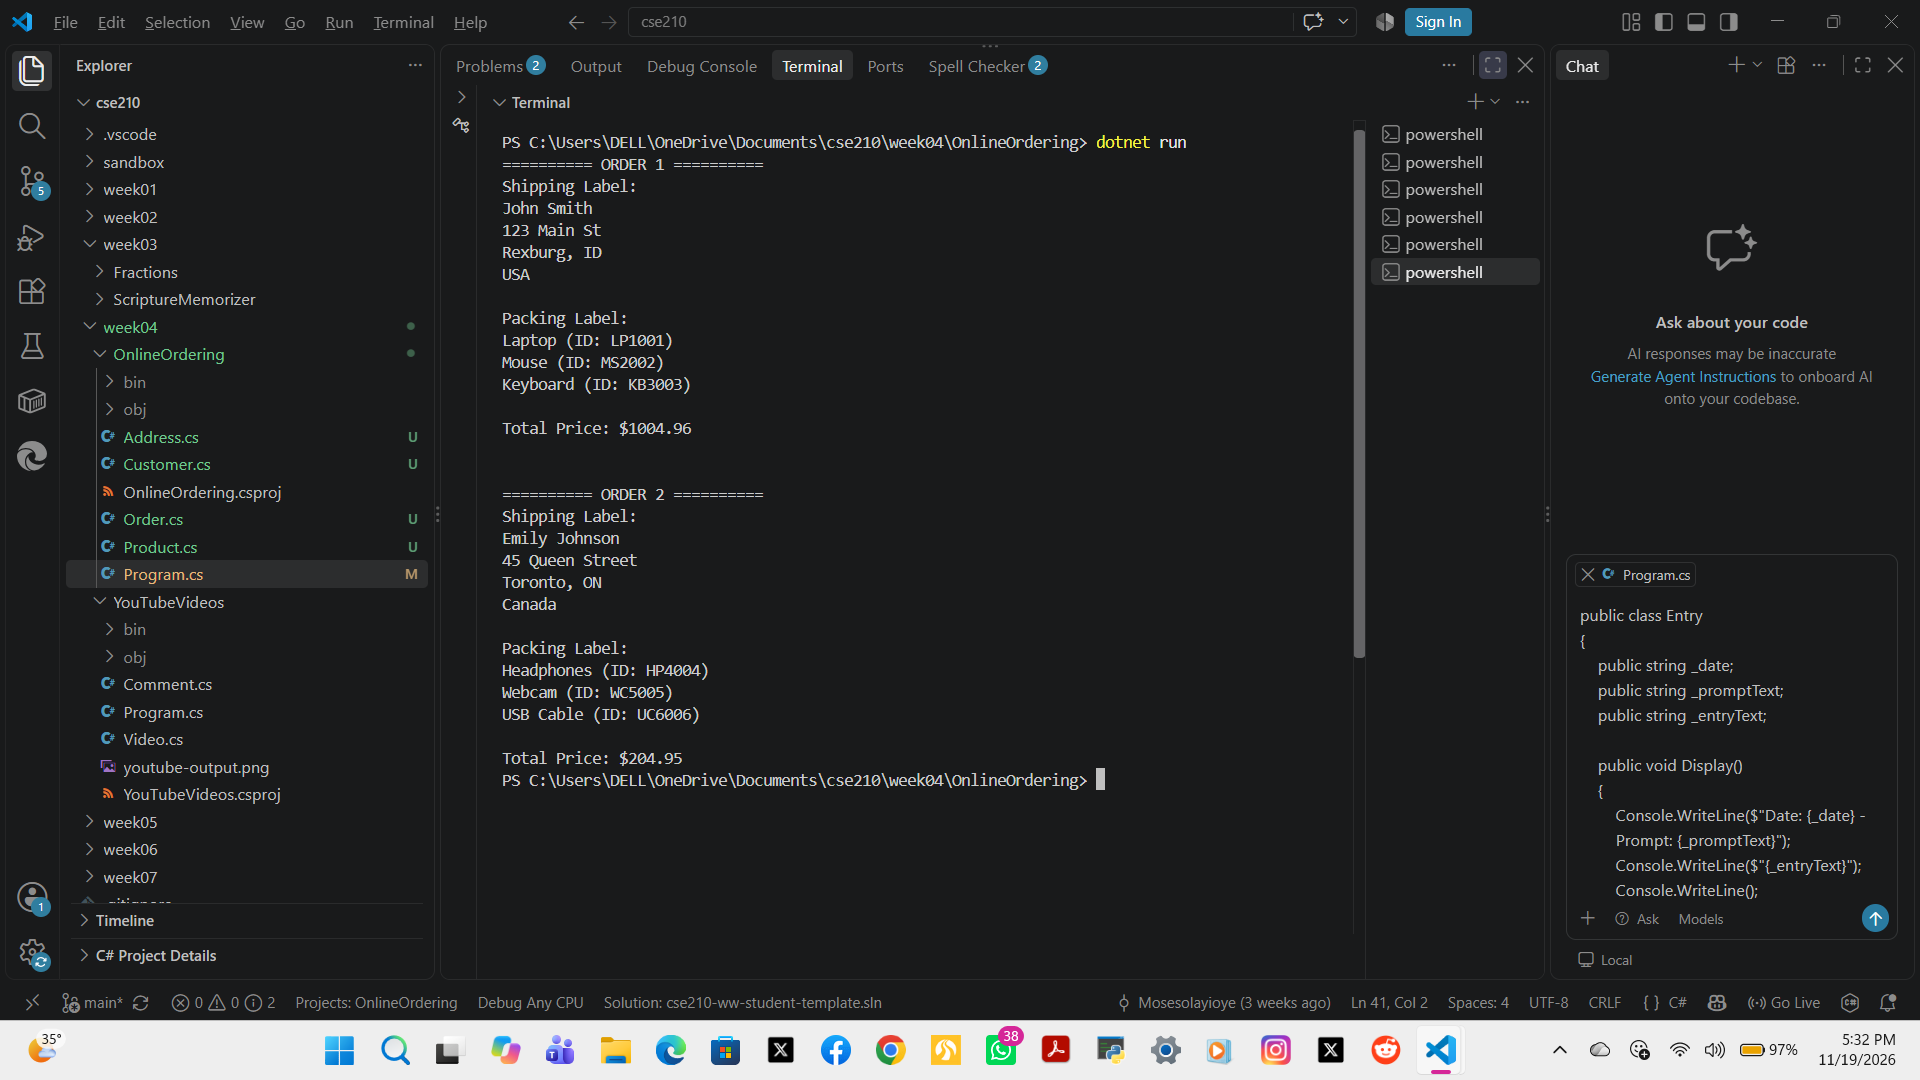 File Edit Selection View Go Run Terminal Help
cse210
Sign In
Explorer
cse210
.vscode
sandbox
week01
week02
week03
Fractions
ScriptureMemorizer
week04
OnlineOrdering
bin
obj
Address.cs U
Customer.cs U
OnlineOrdering.csproj
Order.cs U
Product.cs U
Program.cs M
YouTubeVideos
bin
obj
Comment.cs
Program.cs
Video.cs
youtube-output.png
YouTubeVideos.csproj
week05
week06
week07
.gitignore
Timeline
C# Project Details
5
1
Problems 2 Output Debug Console Terminal Ports Spell Checker 2
Terminal
PS C:\Users\DELL\OneDrive\Documents\cse210\week04\OnlineOrdering> dotnet run
========== ORDER 1 ==========
Shipping Label:
John Smith
123 Main St
Rexburg, ID
USA
Packing Label:
Laptop (ID: LP1001)
Mouse (ID: MS2002)
Keyboard (ID: KB3003)
Total Price: $1004.96
========== ORDER 2 ==========
Shipping Label:
Emily Johnson
45 Queen Street
Toronto, ON
Canada
Packing Label:
Headphones (ID: HP4004)
Webcam (ID: WC5005)
USB Cable (ID: UC6006)
Total Price: $204.95
PS C:\Users\DELL\OneDrive\Documents\cse210\week04\OnlineOrdering>
powershell
powershell
powershell
powershell
powershell
powershell
Chat
Ask about your code
AI responses may be inaccurate
Generate Agent Instructions to onboard AI
onto your codebase.
Program.cs
public class Entry
{
public string _date;
public string _promptText;
public string _entryText;
public void Display()
{
Console.WriteLine($"Date: {_date} -
Prompt: {_promptText}");
Console.WriteLine($"{_entryText}");
Console.WriteLine();
Ask Models
Local
main* 0 0 2 Projects: OnlineOrdering Debug Any CPU Solution: cse210-ww-student-template.sln Mosesolayioye (3 weeks ago) Ln 41, Col 2 Spaces: 4 UTF-8 CRLF { } C# Go Live
35°
38
97%
5:32 PM
11/19/2026